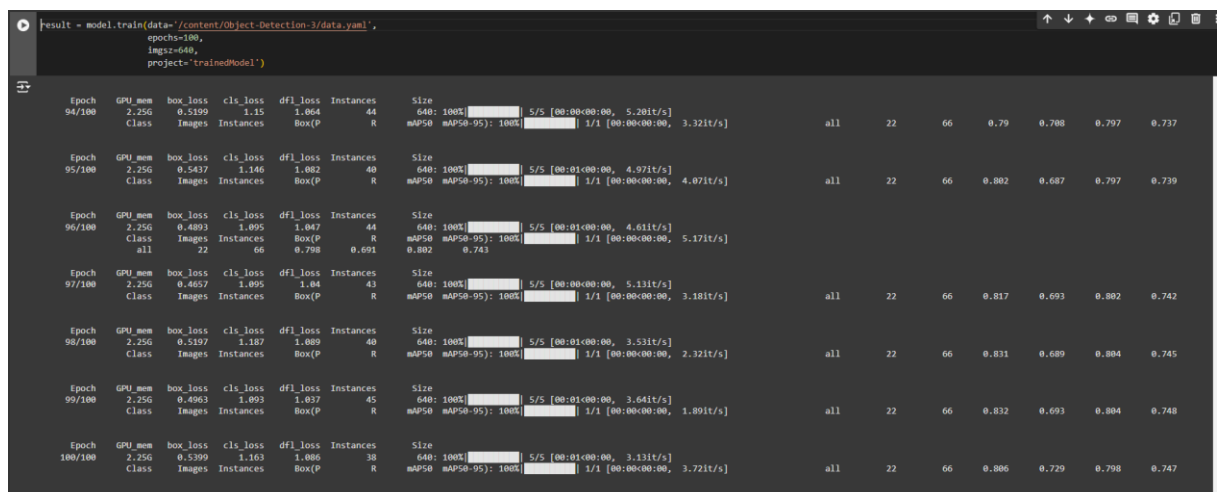 result = model.train(data='/content/Object-Detection-3/data.yaml',
epochs=100,
imgsz=640,
project='trainedModel')
Epoch GPU_mem box_loss cls_loss dfl_loss Instances Size
94/100 2.25G 0.5199 1.15 1.064 44 640: 100%|██████████| 5/5 [00:00<00:00, 5.20it/s]
Class Images Instances Box(P R mAP50 mAP50-95): 100%|██████████| 1/1 [00:00<00:00, 3.32it/s] all 22 66 0.79 0.708 0.797 0.737
Epoch GPU_mem box_loss cls_loss dfl_loss Instances Size
95/100 2.25G 0.5437 1.146 1.082 40 640: 100%|██████████| 5/5 [00:01<00:00, 4.97it/s]
Class Images Instances Box(P R mAP50 mAP50-95): 100%|██████████| 1/1 [00:00<00:00, 4.07it/s] all 22 66 0.802 0.687 0.797 0.739
Epoch GPU_mem box_loss cls_loss dfl_loss Instances Size
96/100 2.25G 0.4893 1.095 1.047 44 640: 100%|██████████| 5/5 [00:01<00:00, 4.61it/s]
Class Images Instances Box(P R mAP50 mAP50-95): 100%|██████████| 1/1 [00:00<00:00, 5.17it/s]
all 22 66 0.798 0.691 0.802 0.743
Epoch GPU_mem box_loss cls_loss dfl_loss Instances Size
97/100 2.25G 0.4657 1.095 1.04 43 640: 100%|██████████| 5/5 [00:00<00:00, 5.13it/s]
Class Images Instances Box(P R mAP50 mAP50-95): 100%|██████████| 1/1 [00:00<00:00, 3.18it/s] all 22 66 0.817 0.693 0.802 0.742
Epoch GPU_mem box_loss cls_loss dfl_loss Instances Size
98/100 2.25G 0.5197 1.187 1.089 40 640: 100%|██████████| 5/5 [00:01<00:00, 3.53it/s]
Class Images Instances Box(P R mAP50 mAP50-95): 100%|██████████| 1/1 [00:00<00:00, 2.32it/s] all 22 66 0.831 0.689 0.804 0.745
Epoch GPU_mem box_loss cls_loss dfl_loss Instances Size
99/100 2.25G 0.4963 1.093 1.037 45 640: 100%|██████████| 5/5 [00:01<00:00, 3.64it/s]
Class Images Instances Box(P R mAP50 mAP50-95): 100%|██████████| 1/1 [00:00<00:00, 1.89it/s] all 22 66 0.832 0.693 0.804 0.748
Epoch GPU_mem box_loss cls_loss dfl_loss Instances Size
100/100 2.25G 0.5399 1.163 1.086 38 640: 100%|██████████| 5/5 [00:01<00:00, 3.13it/s]
Class Images Instances Box(P R mAP50 mAP50-95): 100%|██████████| 1/1 [00:00<00:00, 3.72it/s] all 22 66 0.806 0.729 0.798 0.747